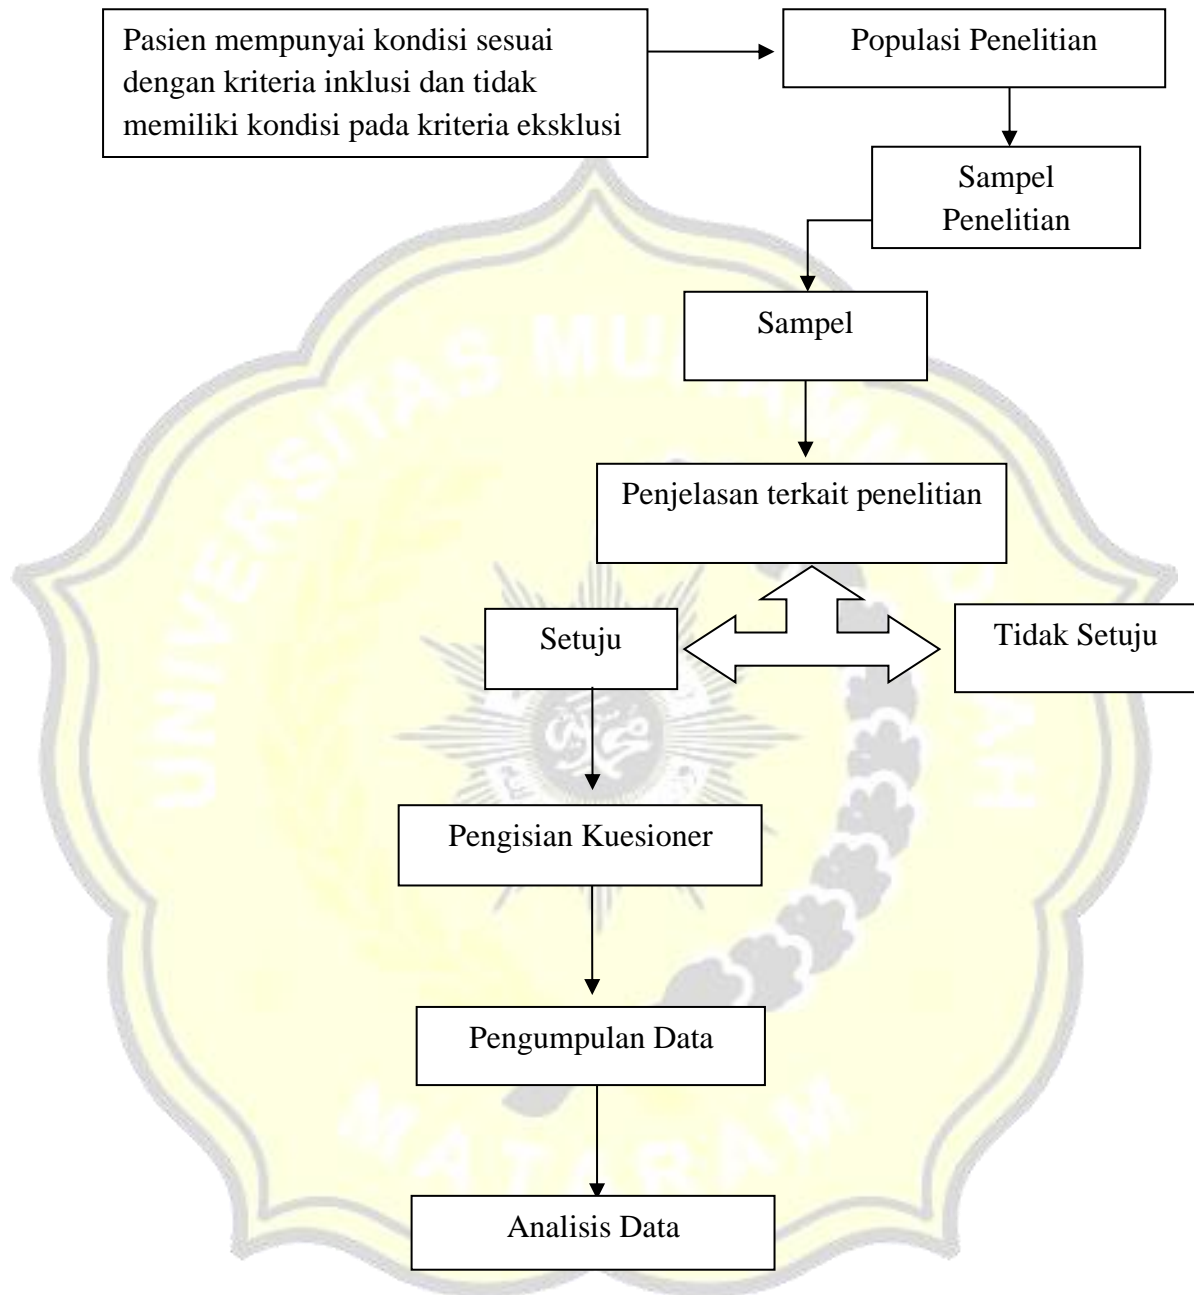 Pasien mempunyai kondisi sesuai
dengan kriteria inklusi dan tidak
memiliki kondisi pada kriteria eksklusi
Populasi Penelitian
Sampel
Penelitian
Sampel
Penjelasan terkait penelitian
Setuju
Tidak Setuju
Pengisian Kuesioner
Pengumpulan Data
Analisis Data
MATARAM